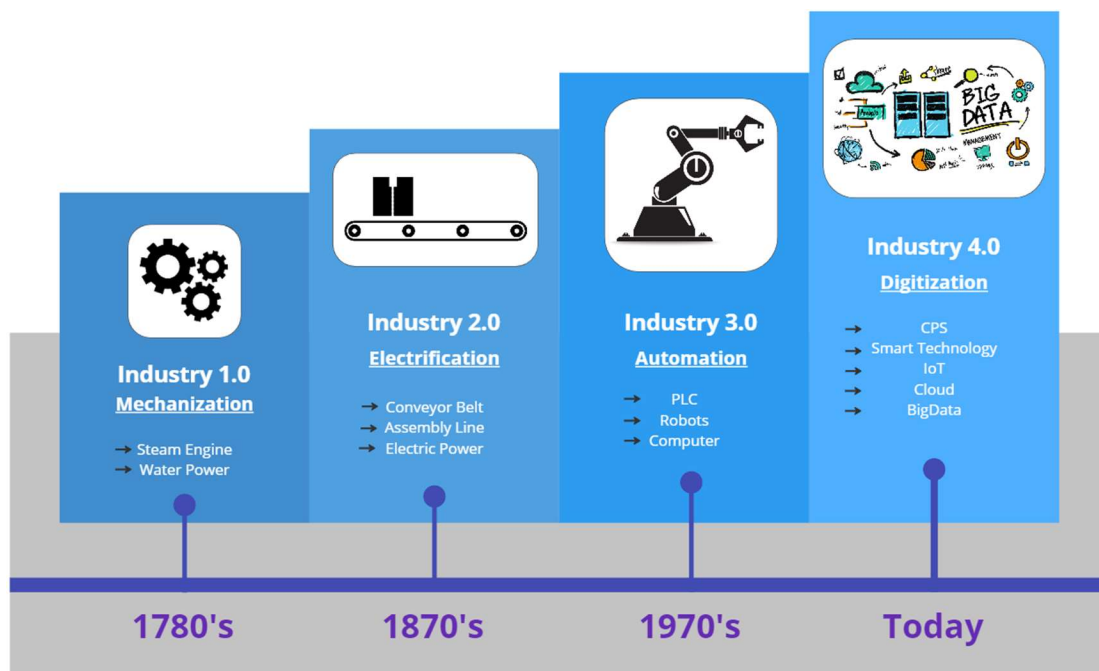 BIG
DATA
MANAGEMENT
Industry 1.0
Mechanization
→ Steam Engine
→ Water Power
Industry 2.0
Electrification
→ Conveyor Belt
→ Assembly Line
→ Electric Power
Industry 3.0
Automation
→ PLC
→ Robots
→ Computer
Industry 4.0
Digitization
→ CPS
→ Smart Technology
→ IoT
→ Cloud
→ BigData
1780's
1870's
1970's
Today